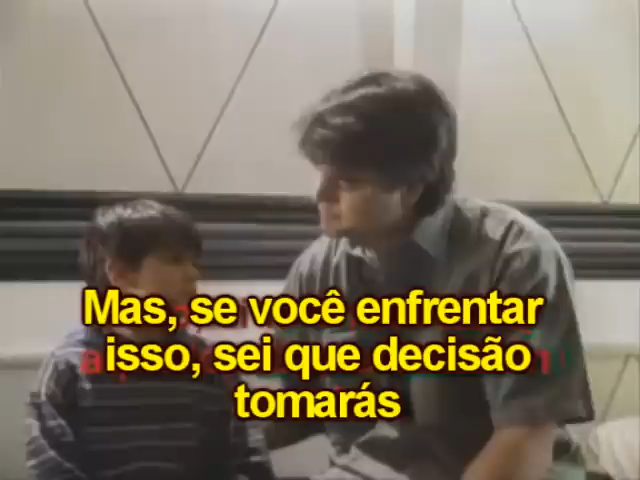 Mas, se você enfrentar
isso, sei que decisão
tomarás